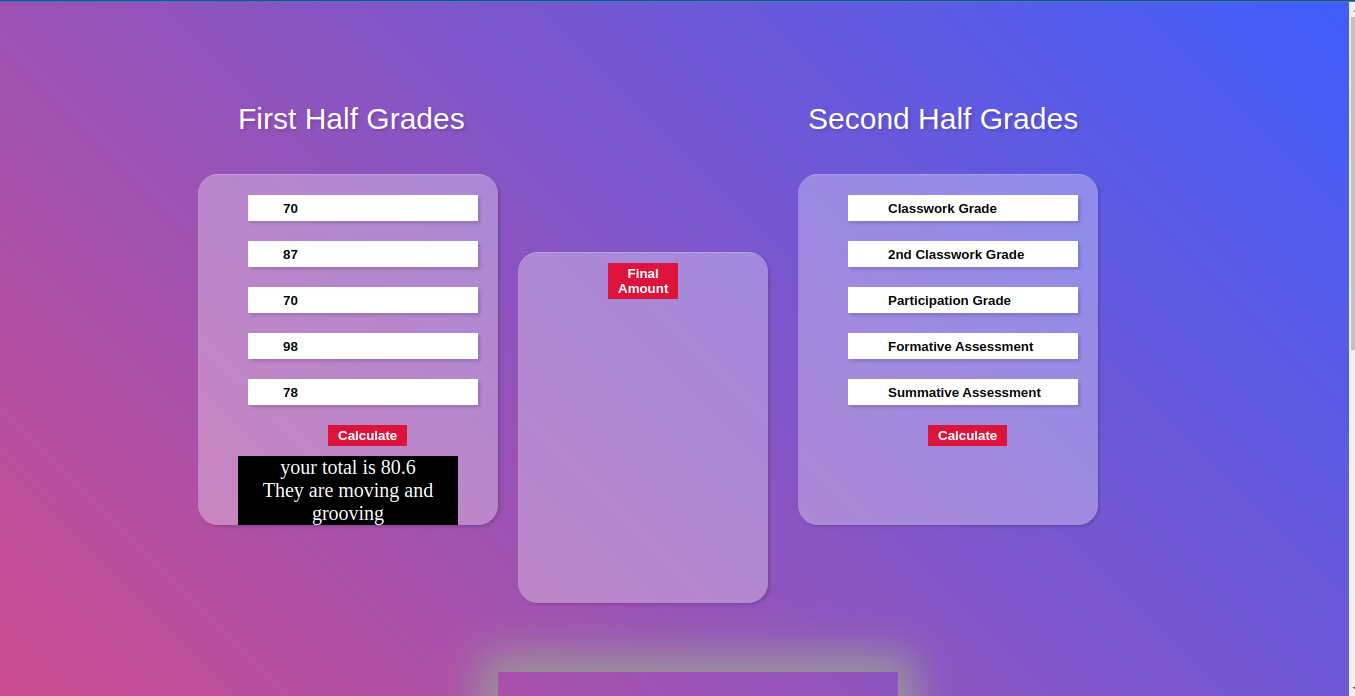 First Half Grades
70
87
70
98
78
Calculate
your total is 80.6
They are moving and
grooving
Final
Amount
Second Half Grades
Classwork Grade
2nd Classwork Grade
Participation Grade
Formative Assessment
Summative Assessment
Calculate